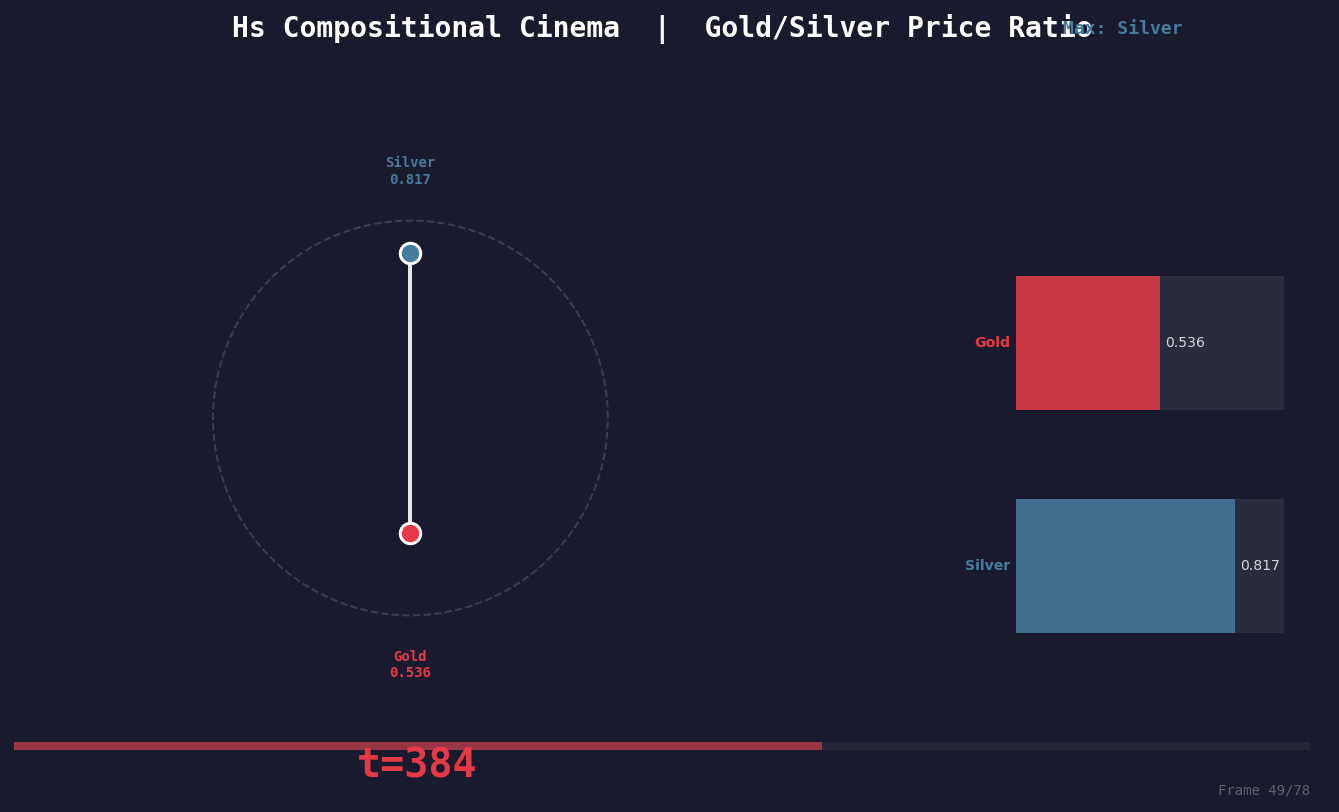 Hs Compositional Cinema | Gold/Silver Price Ratio
Max: Silver
Silver
0.817
Gold
0.536
Gold
0.536
Silver
0.817
t=384
Frame 49/78